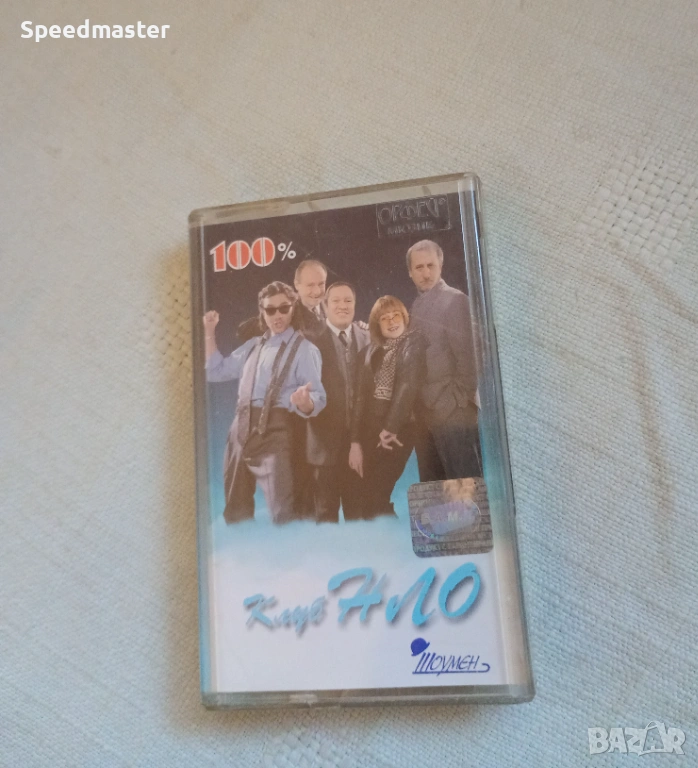 Speedmaster
100%
Клуб НЛО
Шоумен
BAZAR